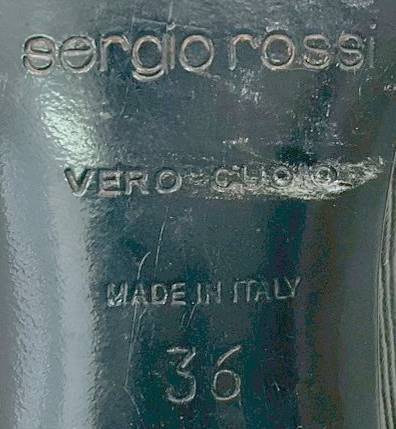 sergio rossi
VERO CUOIO
MADE IN ITALY
36